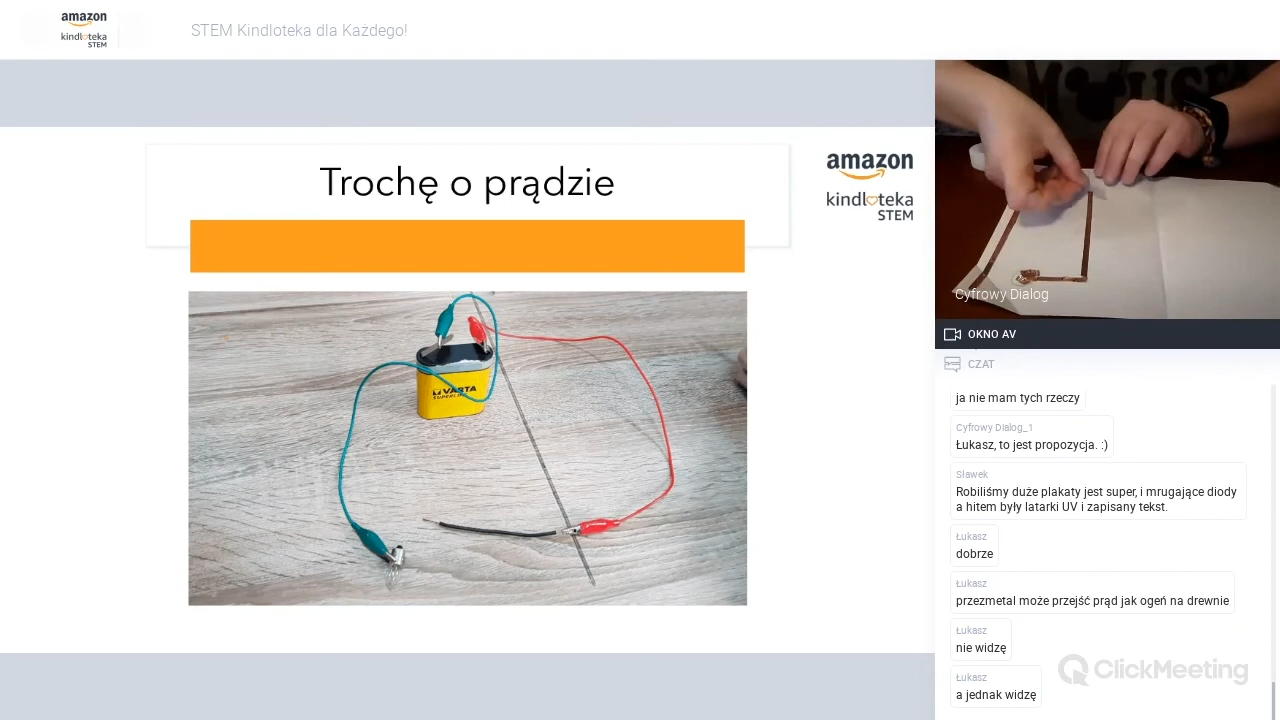 amazon
kindloteka
STEM
STEM Kindloteka dla Każdego!
Trochę o prądzie
amazon
kindloteka
STEM
VARTA
SUPERLIFE
Cyfrowy Dialog
OKNO AV
CZAT
ja nie mam tych rzeczy
Cyfrowy Dialog_1
Łukasz, to jest propozycja. :)
Sławek
Robiliśmy duże plakaty jest super, i mrugające diody
a hitem były latarki UV i zapisany tekst.
Łukasz
dobrze
Łukasz
przezmetal może przejść prąd jak ogeń na drewnie
Łukasz
nie widzę
Łukasz
a jednak widzę
ClickMeeting